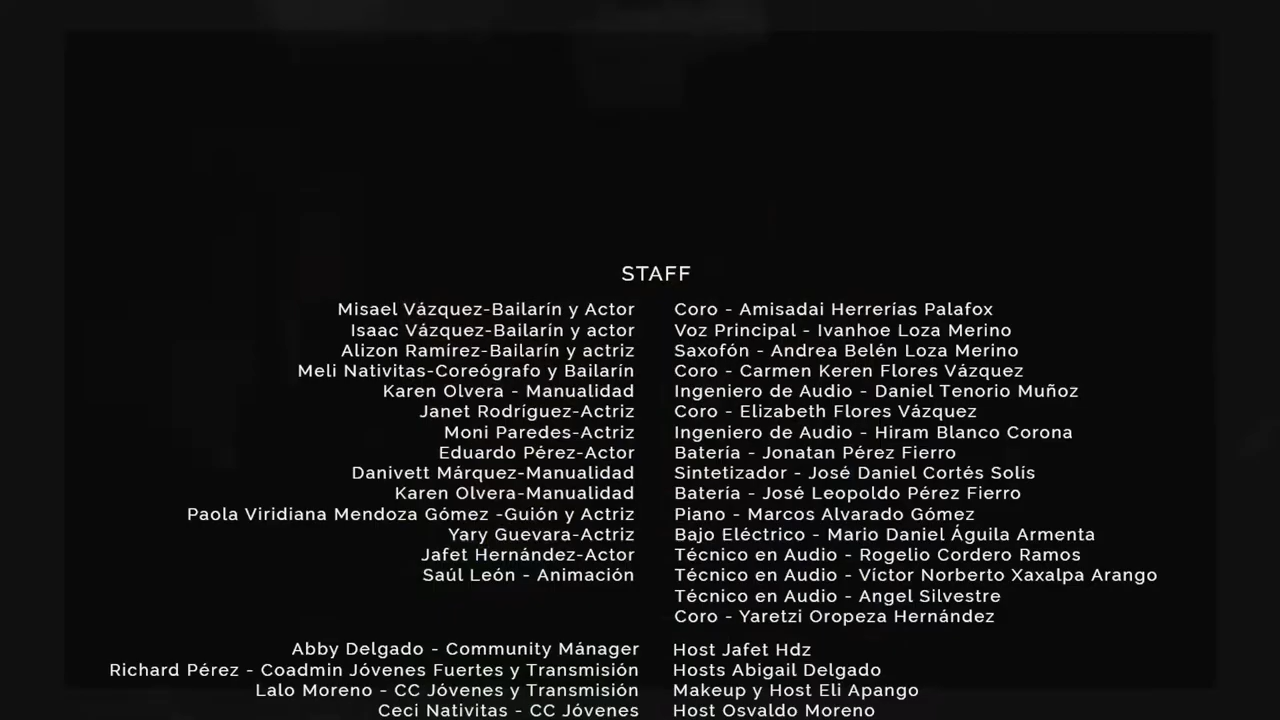 STAFF
Misael Vázquez-Bailarín y Actor
Isaac Vázquez-Bailarín y actor
Alizon Ramírez-Bailarín y actriz
Meli Nativitas-Coreógrafo y Bailarín
Karen Olvera - Manualidad
Janet Rodríguez-Actriz
Moni Paredes-Actriz
Eduardo Pérez-Actor
Danivett Márquez-Manualidad
Karen Olvera-Manualidad
Paola Viridiana Mendoza Gómez -Guión y Actriz
Yary Guevara-Actriz
Jafet Hernández-Actor
Saúl León - Animación
Coro - Amisadai Herrerías Palafox
Voz Principal - Ivanhoe Loza Merino
Saxofón - Andrea Belén Loza Merino
Coro - Carmen Keren Flores Vázquez
Ingeniero de Audio - Daniel Tenorio Muñoz
Coro - Elizabeth Flores Vázquez
Ingeniero de Audio - Hiram Blanco Corona
Batería - Jonatan Pérez Fierro
Sintetizador - José Daniel Cortés Solís
Batería - José Leopoldo Pérez Fierro
Piano - Marcos Alvarado Gómez
Bajo Eléctrico - Mario Daniel Águila Armenta
Técnico en Audio - Rogelio Cordero Ramos
Técnico en Audio - Víctor Norberto Xaxalpa Arango
Técnico en Audio - Angel Silvestre
Coro - Yaretzi Oropeza Hernández
Abby Delgado - Community Mánager
Richard Pérez - Coadmin Jóvenes Fuertes y Transmisión
Lalo Moreno - CC Jóvenes y Transmisión
Ceci Nativitas - CC Jóvenes
Host Jafet Hdz
Hosts Abigail Delgado
Makeup y Host Eli Apango
Host Osvaldo Moreno